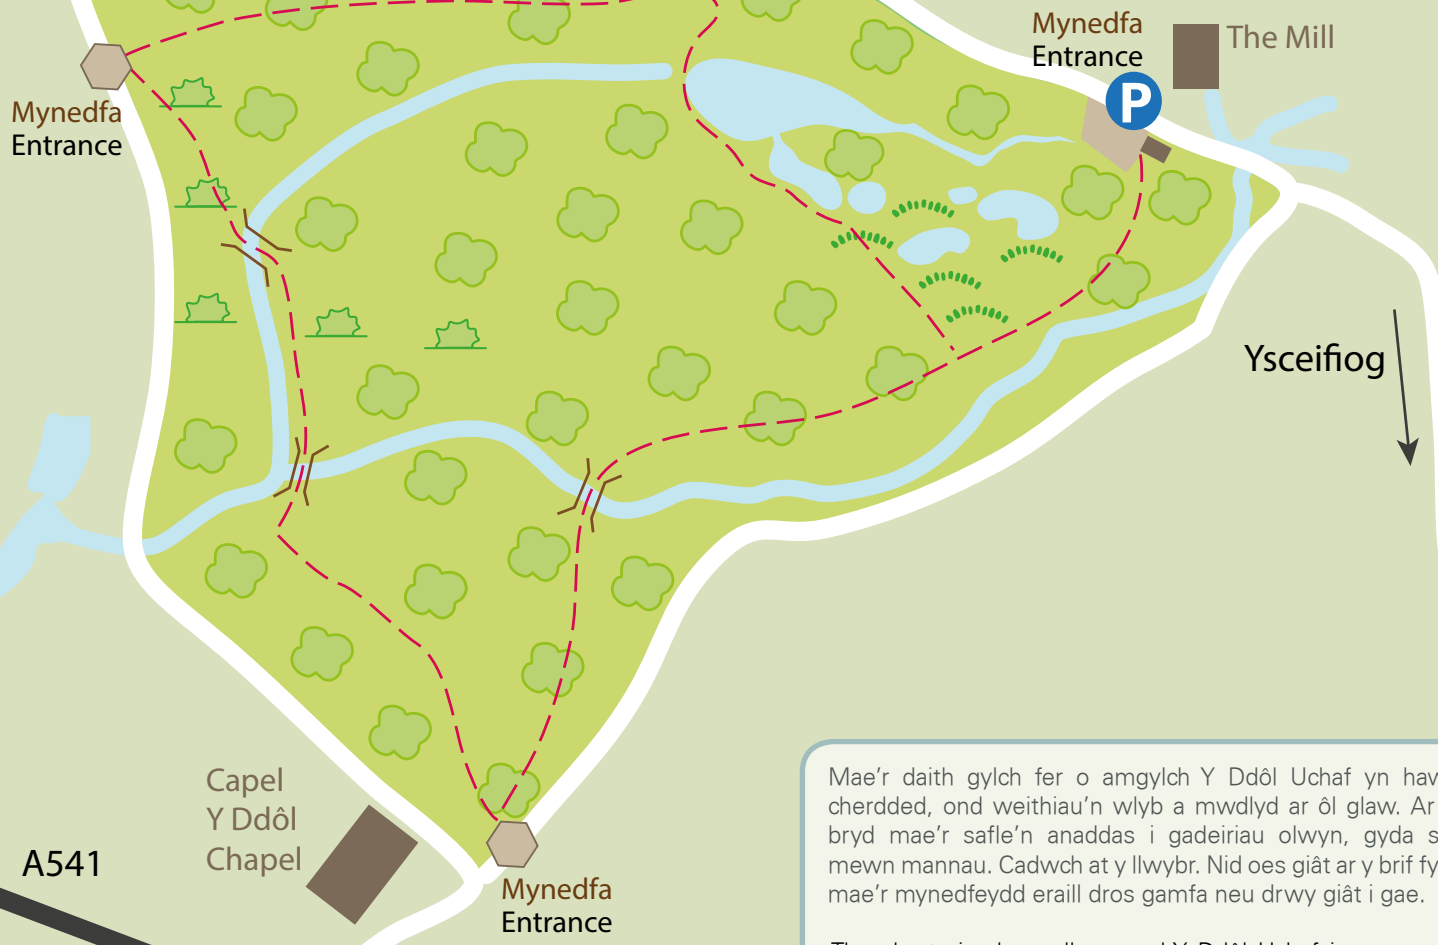 Mynedfa
Entrance
The Mill
P
Mynedfa
Entrance
Ysceifiog
Capel
Y Ddôl
Chapel
A541
Mynedfa
Entrance
Mae'r daith gylch fer o amgylch Y Ddôl Uchaf yn
cherdded, ond weithiau'n wlyb a mwdlyd ar ôl glaw. Ar
bryd mae'r safle'n anaddas i gadeiriau olwyn, gyda
mewn mannau. Cadwch at y llwybr. Nid oes giât ar y brif
mae'r mynedfeydd eraill dros gamfa neu drwy giât i gae.